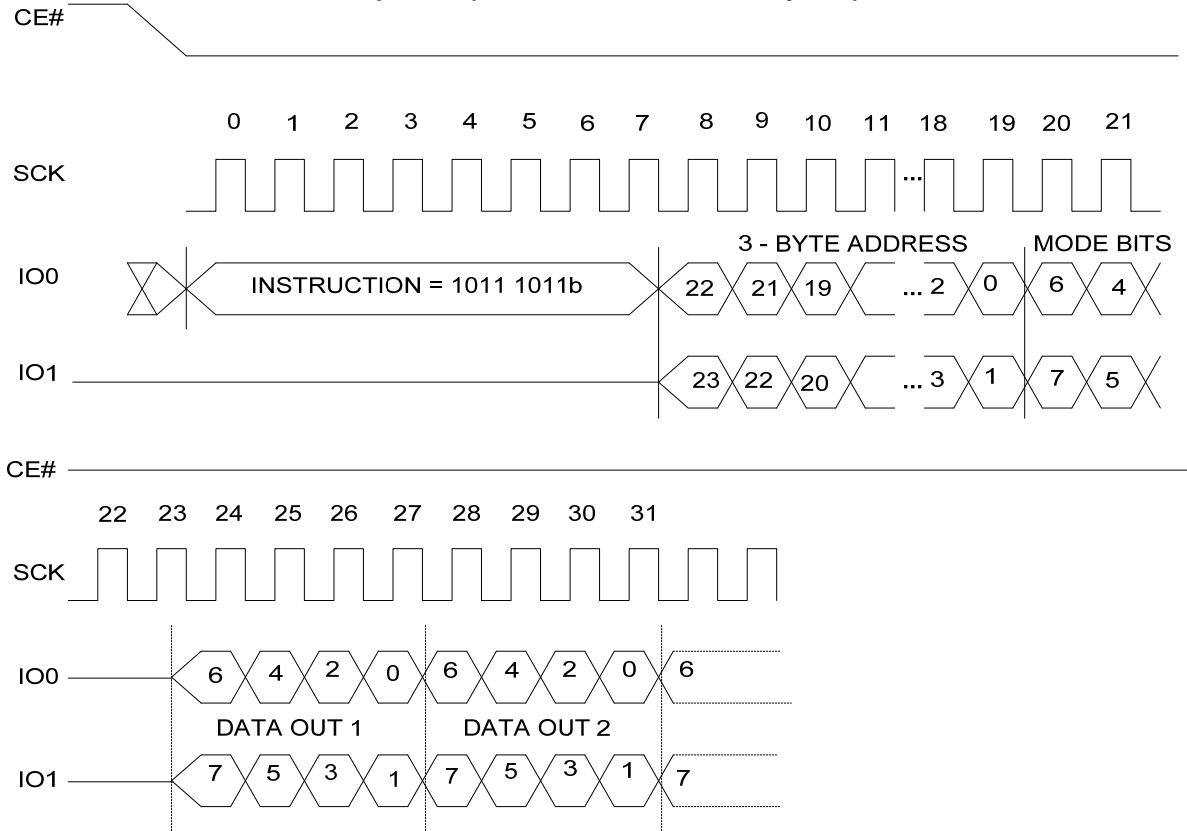 CE#
0 1 2 3 4 5 6 7 8 9 10 11 18 19 20 21
SCK ...
3 - BYTE ADDRESS MODE BITS
IO0 INSTRUCTION = 1011 1011b 22 21 19 ... 2 0 6 4
IO1 23 22 20 ... 3 1 7 5
CE#
22 23 24 25 26 27 28 29 30 31
SCK
IO0 6 4 2 0 6 4 2 0 6
DATA OUT 1 DATA OUT 2
IO1 7 5 3 1 7 5 3 1 7